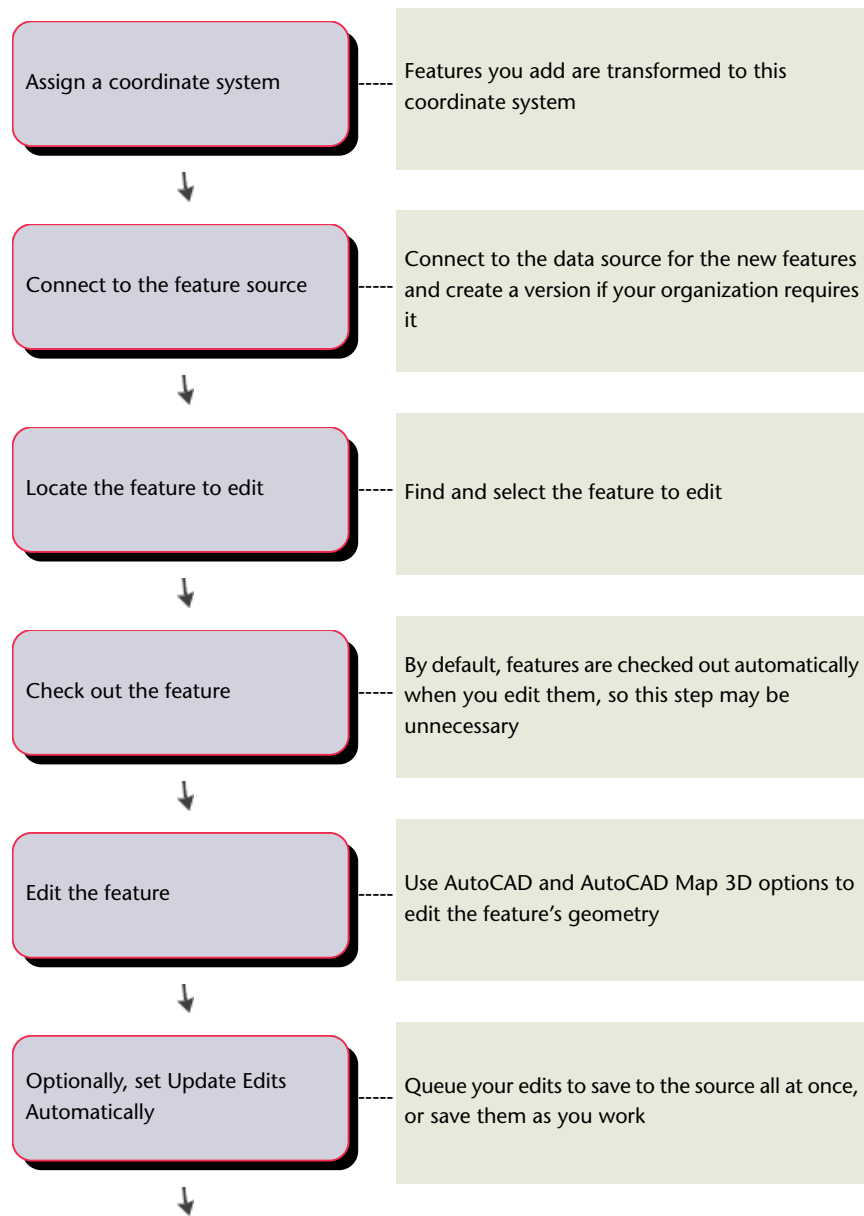 Assign a coordinate system
Features you add are transformed to this
coordinate system
Connect to the feature source
Connect to the data source for the new features
and create a version if your organization requires
it
Locate the feature to edit
Find and select the feature to edit
Check out the feature
By default, features are checked out automatically
when you edit them, so this step may be
unnecessary
Edit the feature
Use AutoCAD and AutoCAD Map 3D options to
edit the feature’s geometry
Optionally, set Update Edits
Automatically
Queue your edits to save to the source all at once,
or save them as you work